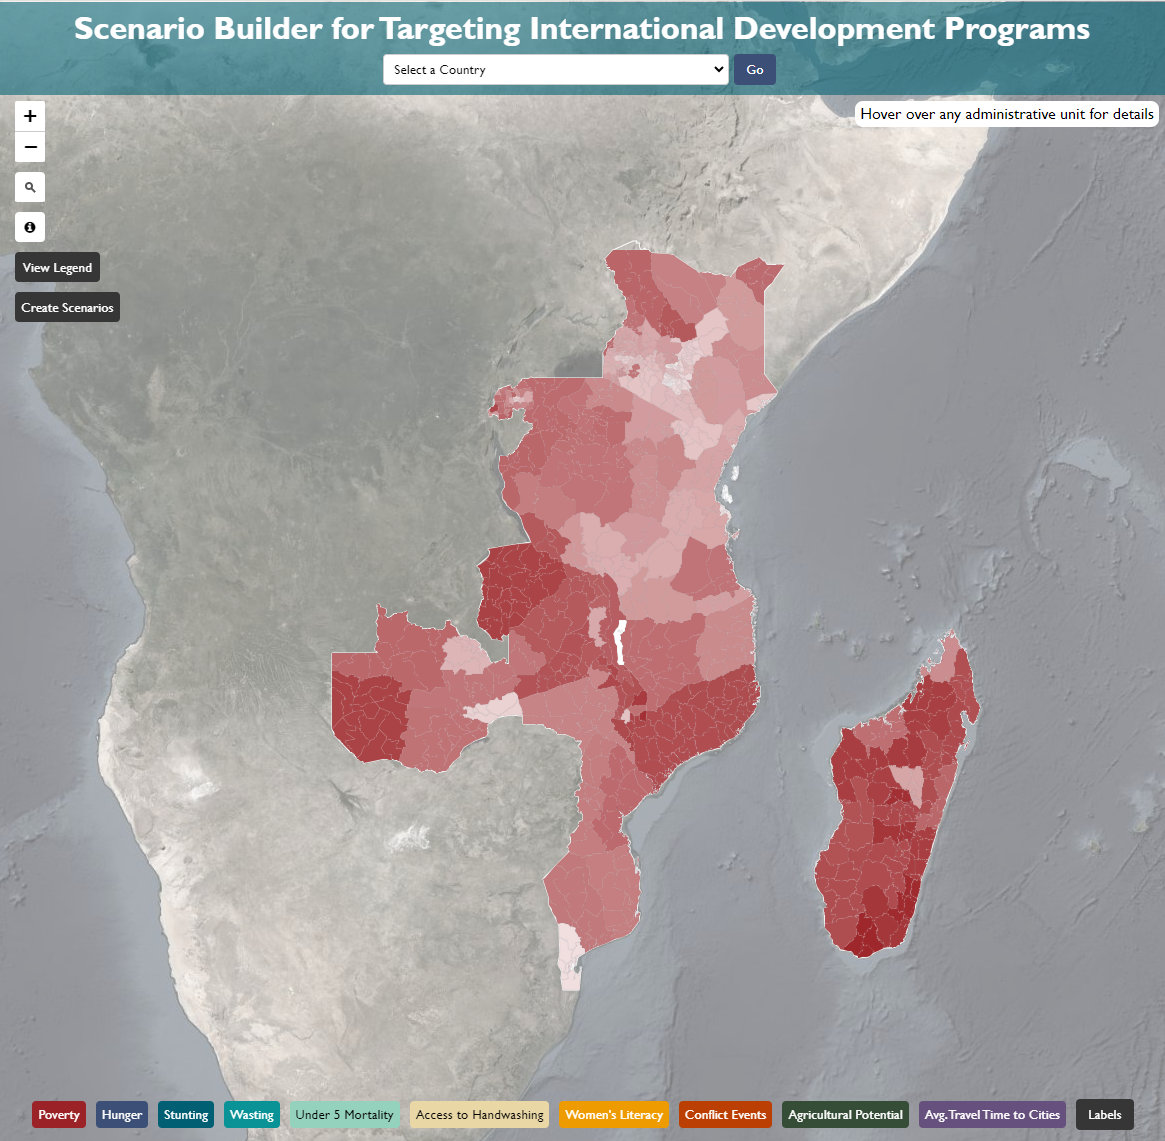 Scenario Builder for Targeting International Development Programs
Select a Country
Go
+
Hover over any administrative unit for details
−
View Legend
Create Scenarios
Poverty
Hunger
Stunting
Wasting
Under 5 Mortality
Access to Handwashing
Women's Literacy
Conflict Events
Agricultural Potential
Avg.Travel Time to Cities
Labels